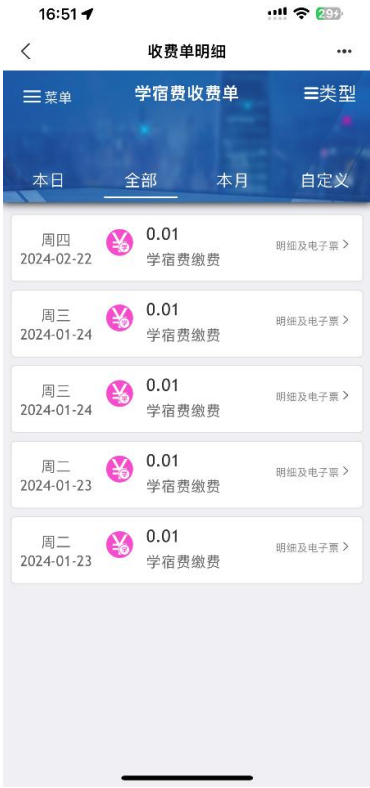 16:51
29
收费单明细
菜单
学宿费收费单
类型
本日
全部
本月
自定义
周四
2024-02-22
0.01
学宿费缴费
明细及电子票
周三
2024-01-24
0.01
学宿费缴费
明细及电子票
周三
2024-01-24
0.01
学宿费缴费
明细及电子票
周二
2024-01-23
0.01
学宿费缴费
明细及电子票
周二
2024-01-23
0.01
学宿费缴费
明细及电子票